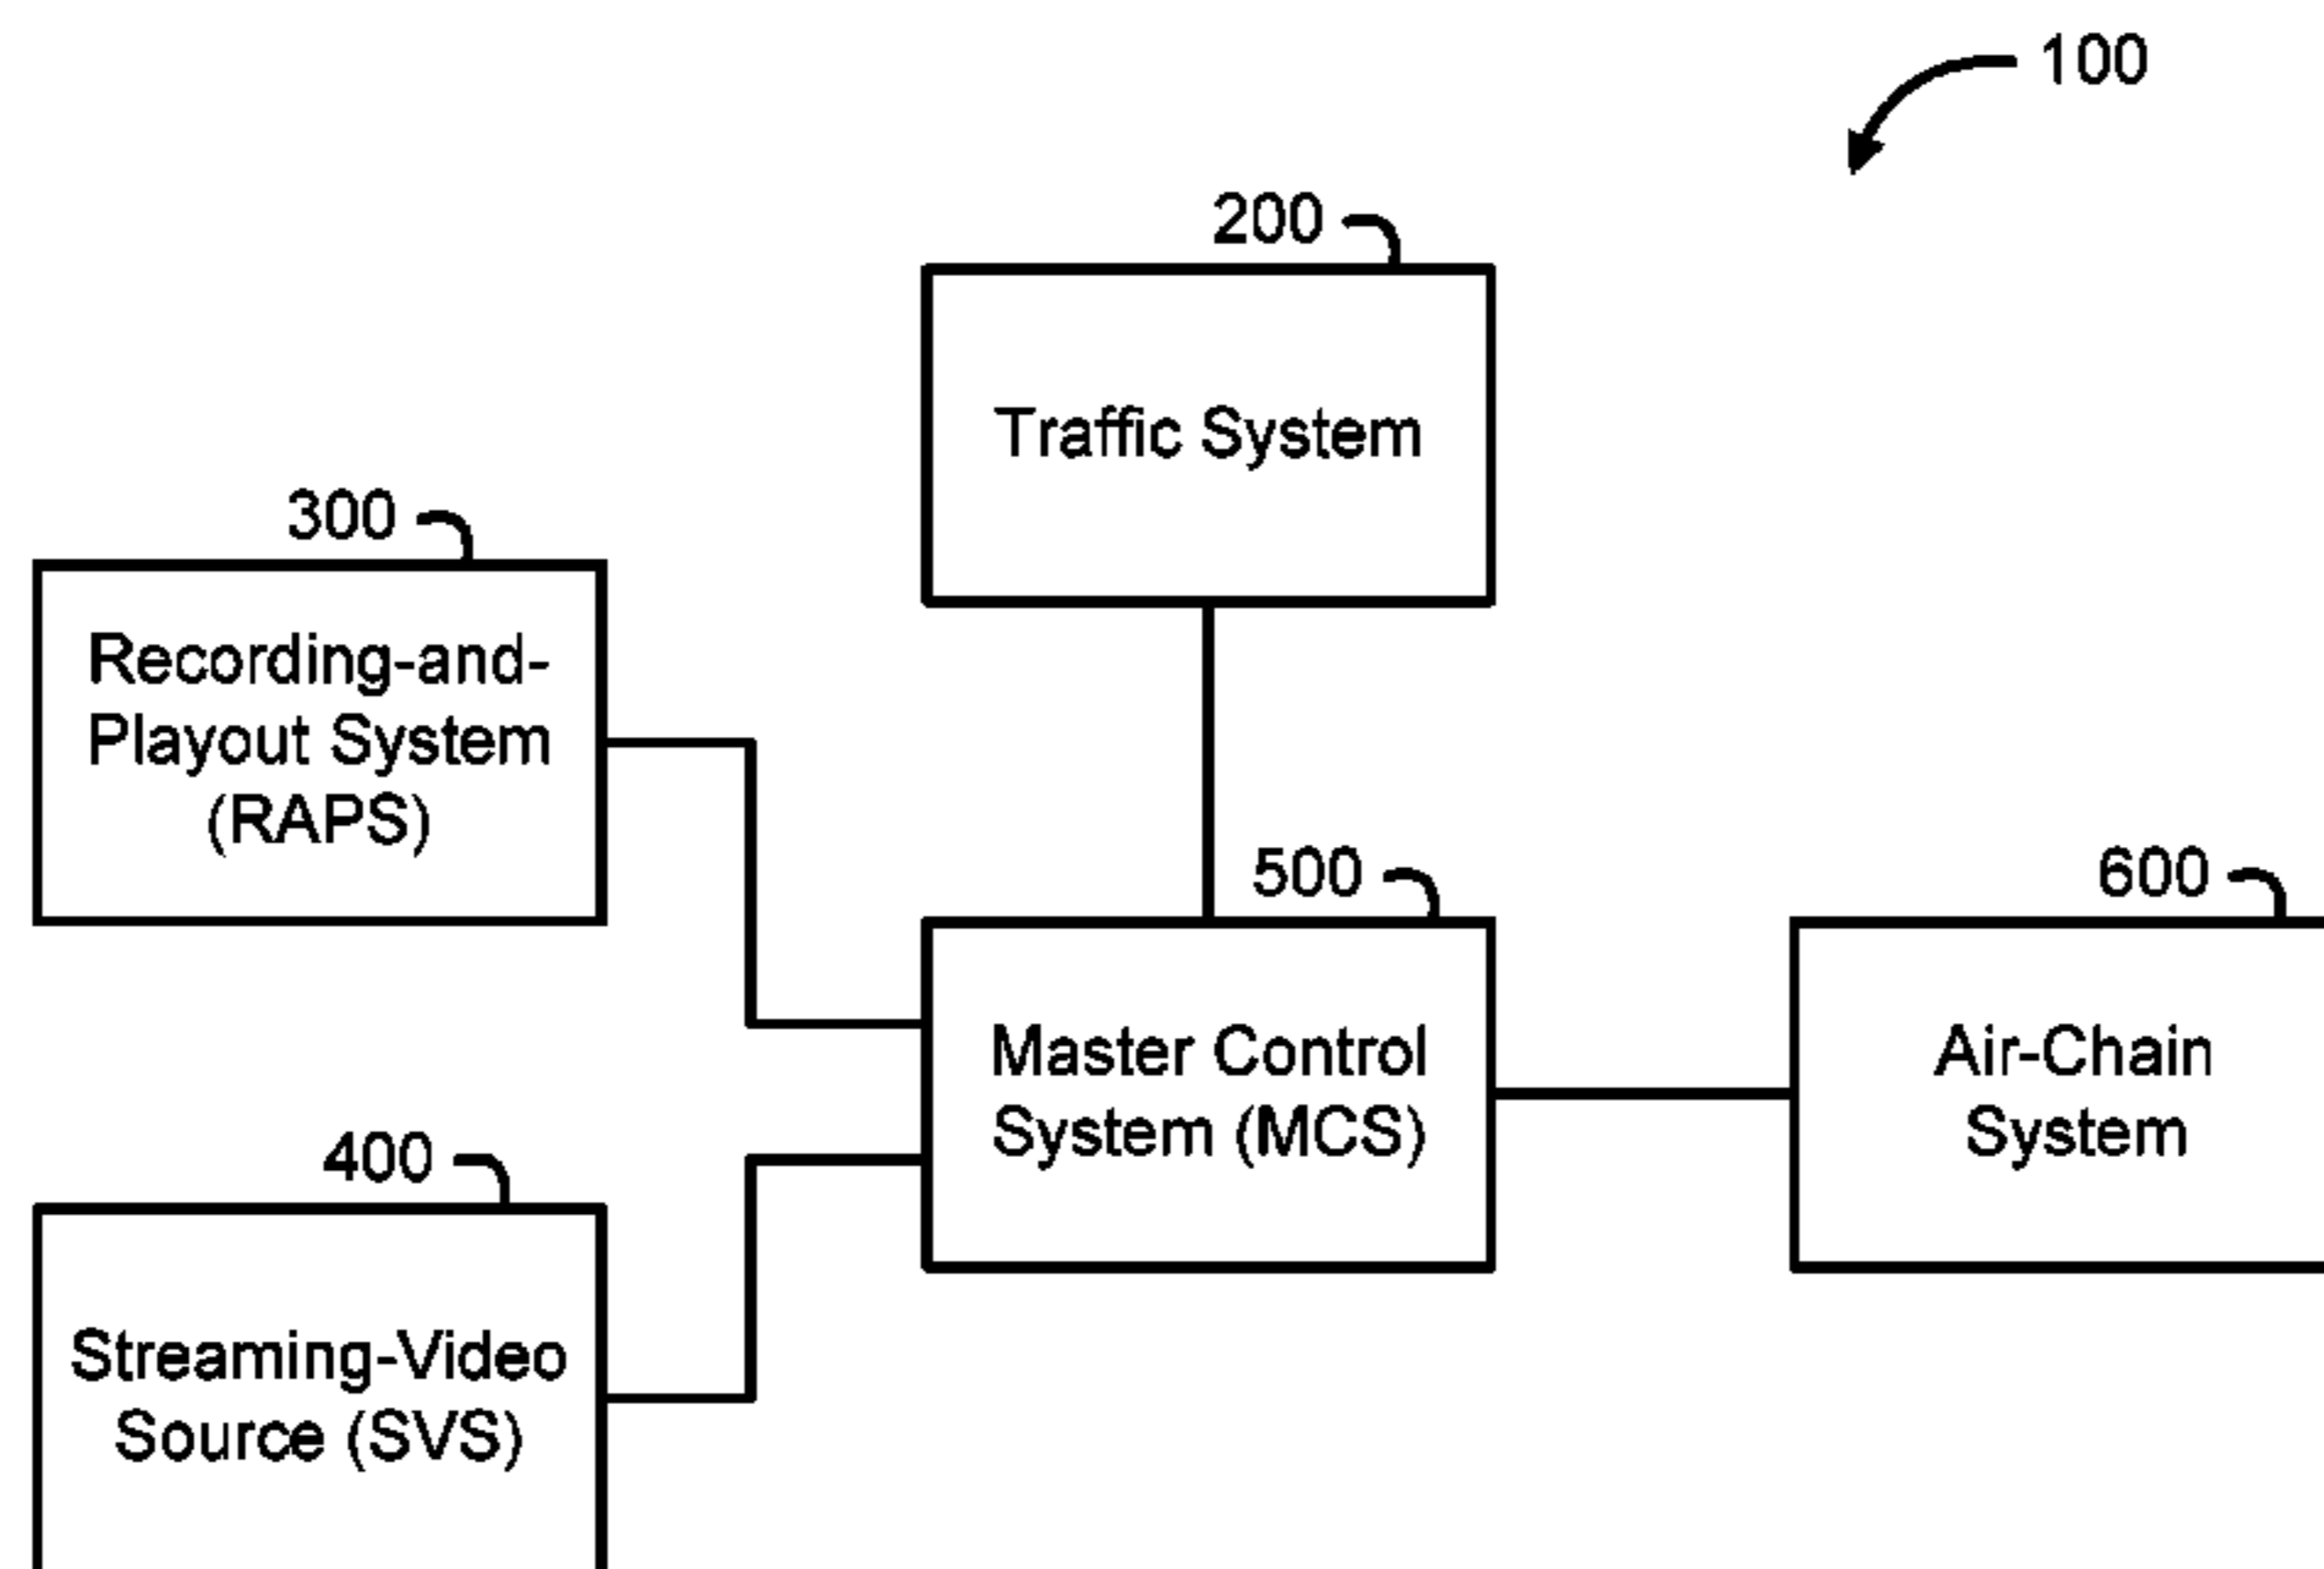 100
200
Traffic System
300
Recording-and-
Playout System
(RAPS)
500
Master Control
System (MCS)
600
Air-Chain
System
400
Streaming-Video
Source (SVS)